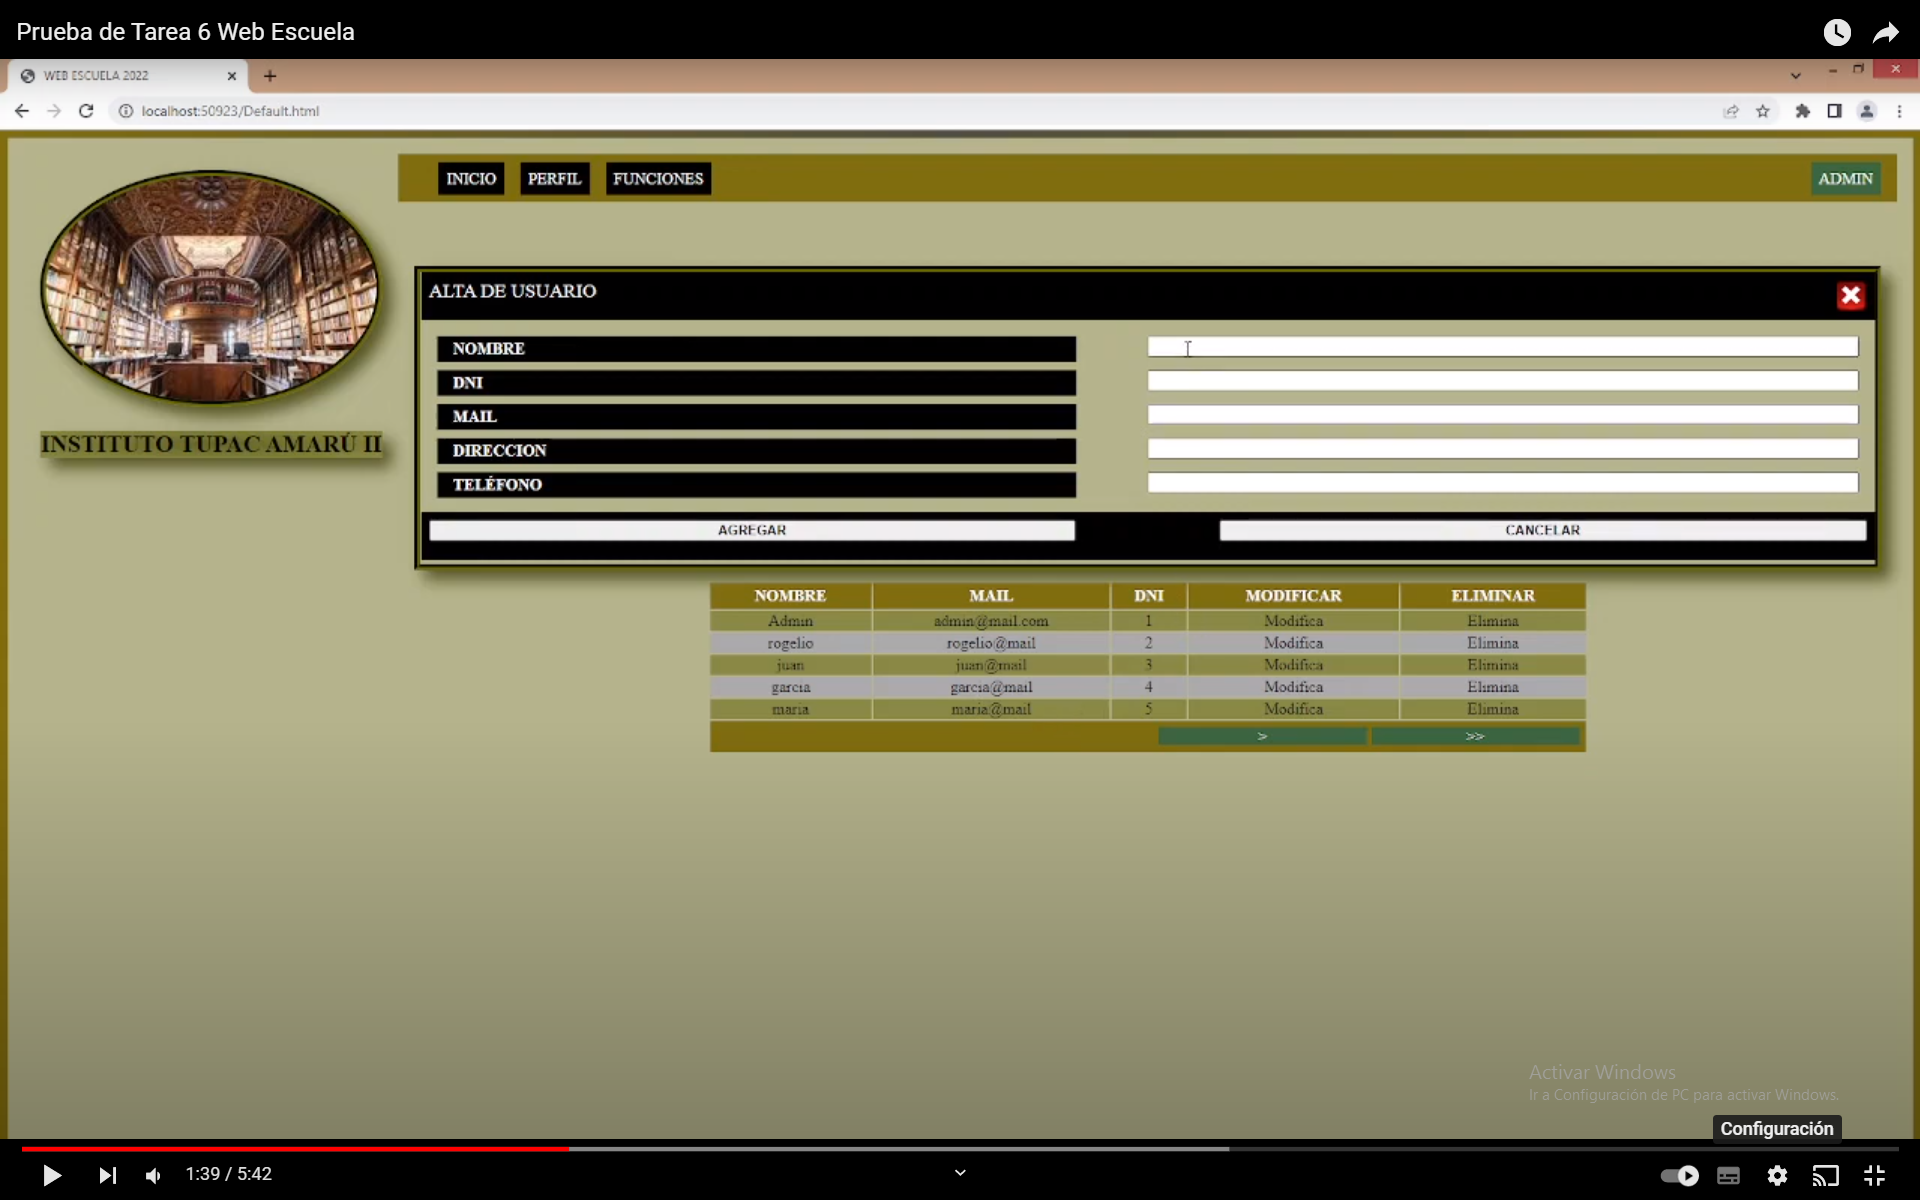 Prueba de Tarea 6 Web Escuela
WEB ESCUELA 2022
localhost:50923/Default.html
INICIO PERFIL FUNCIONES ADMIN
ALTA DE USUARIO
NOMBRE
DNI
MAIL
DIRECCION
TELÉFONO
INSTITUTO TUPAC AMARÚ II
AGREGAR CANCELAR
NOMBRE MAIL DNI MODIFICAR ELIMINAR
Admin admin@mail.com 1 Modifica Elimina
rogelio rogelio@mail 2 Modifica Elimina
juan juan@mail 3 Modifica Elimina
garcia garcia@mail 4 Modifica Elimina
maria maria@mail 5 Modifica Elimina
> >>
Activar Windows
Ir a Configuración de PC para activar Windows.
Configuración
1:39 / 5:42